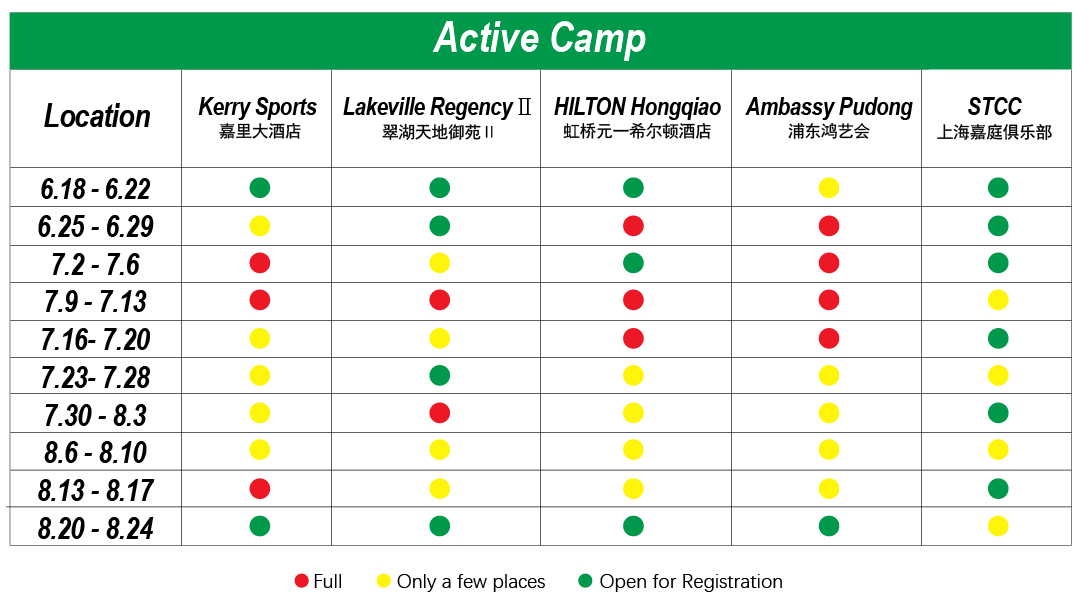 Active Camp
Location
Kerry Sports
嘉里大酒店
Lakeville Regency Ⅱ
翠湖天地御苑Ⅱ
HILTON Hongqiao
虹桥元一希尔顿酒店
Ambassy Pudong
浦东鸿艺会
STCC
上海嘉庭俱乐部
6.18 - 6.22
6.25 - 6.29
7.2 - 7.6
7.9 - 7.13
7.16- 7.20
7.23- 7.28
7.30 - 8.3
8.6 - 8.10
8.13 - 8.17
8.20 - 8.24
Full Only a few places Open for Registration